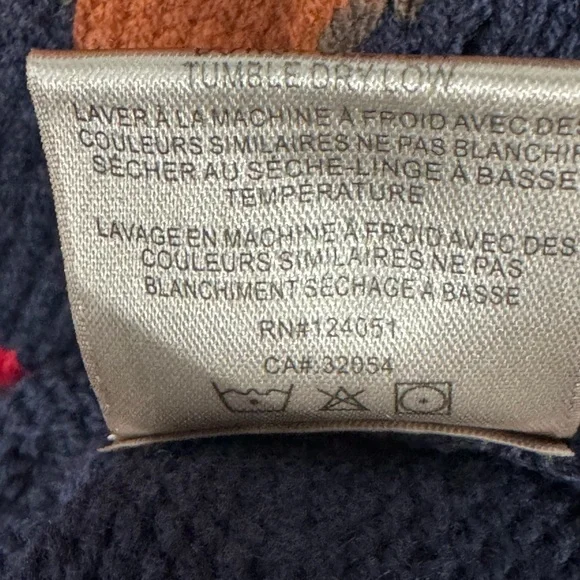 TUMBLE DRY LOW
LAVER À LA MACHINE À FROID AVEC DES
COULEURS SIMILAIRES NE PAS BLANCHIR
SÉCHER AU SÈCHE-LINGE À BASSE
TEMPERATURE
LAVAGE EN MACHINE À FROID AVEC DES
COULEURS SIMILAIRES NE PAS
BLANCHIMENT SÉCHAGE À BASSE
RN#124051
CA#:32054